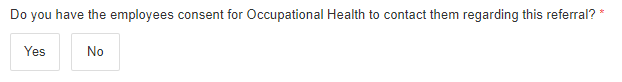 Do you have the employees consent for Occupational Health to contact them regarding this referral? *
Yes No